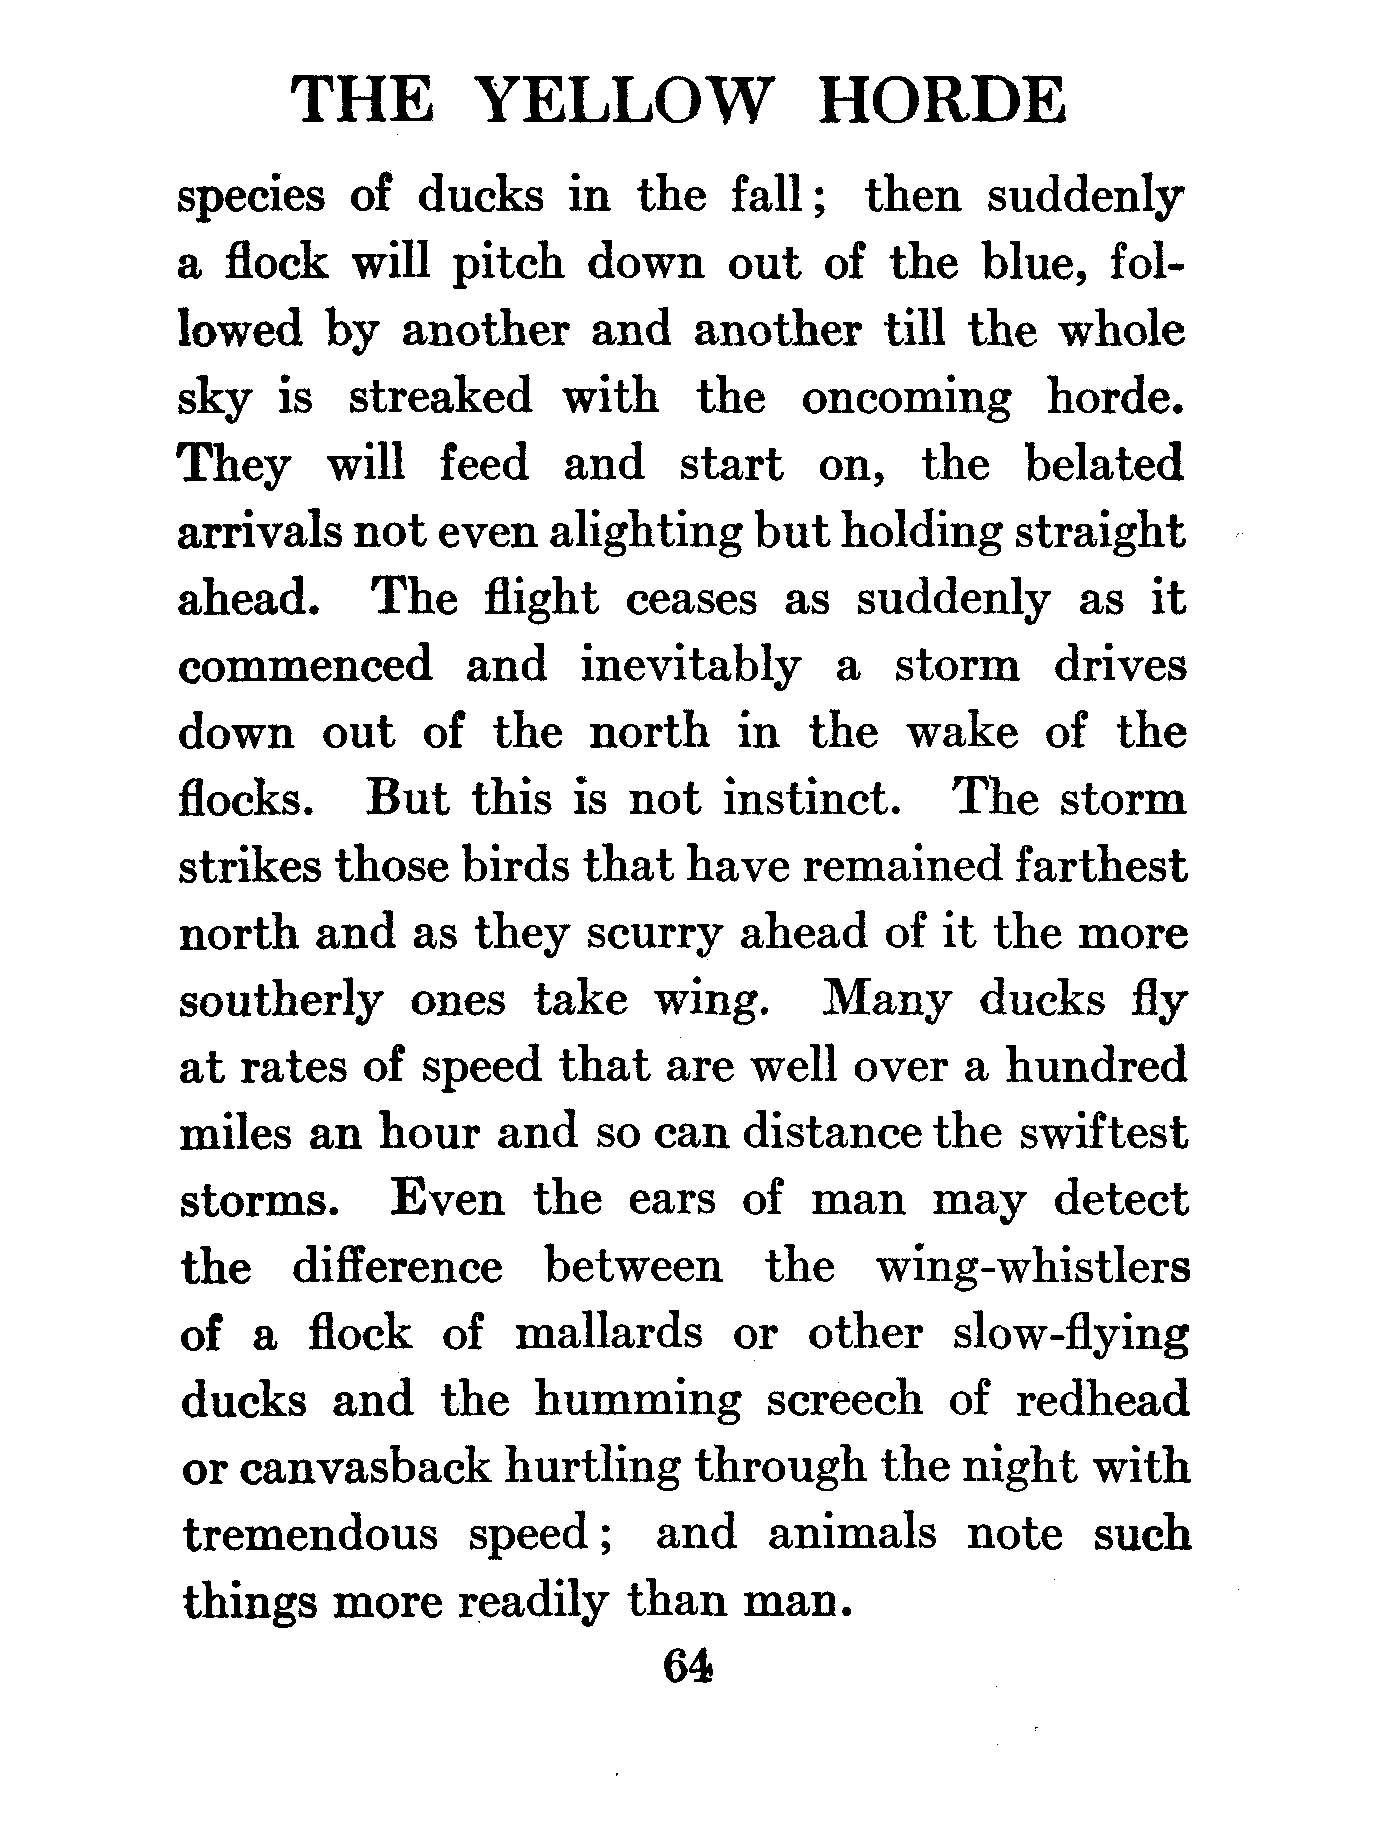 THE YELLOW HORDE
species of ducks in the fall; then suddenly
a flock will pitch down out of the blue, fol-
lowed by another and another till the whole
sky is streaked with the oncoming horde.
They will feed and start on, the belated
arrivals not even alighting but holding straight
ahead. The flight ceases as suddenly as it
commenced and inevitably a storm drives
down out of the north in the wake of the
flocks. But this is not instinct. The storm
strikes those birds that have remained farthest
north and as they scurry ahead of it the more
southerly ones take wing. Many ducks fly
at rates of speed that are well over a hundred
miles an hour and so can distance the swiftest
storms. Even the ears of man may detect
the difference between the wing-whistlers
of a flock of mallards or other slow-flying
ducks and the humming screech of redhead
or canvasback hurtling through the night with
tremendous speed; and animals note such
things more readily than man.
64